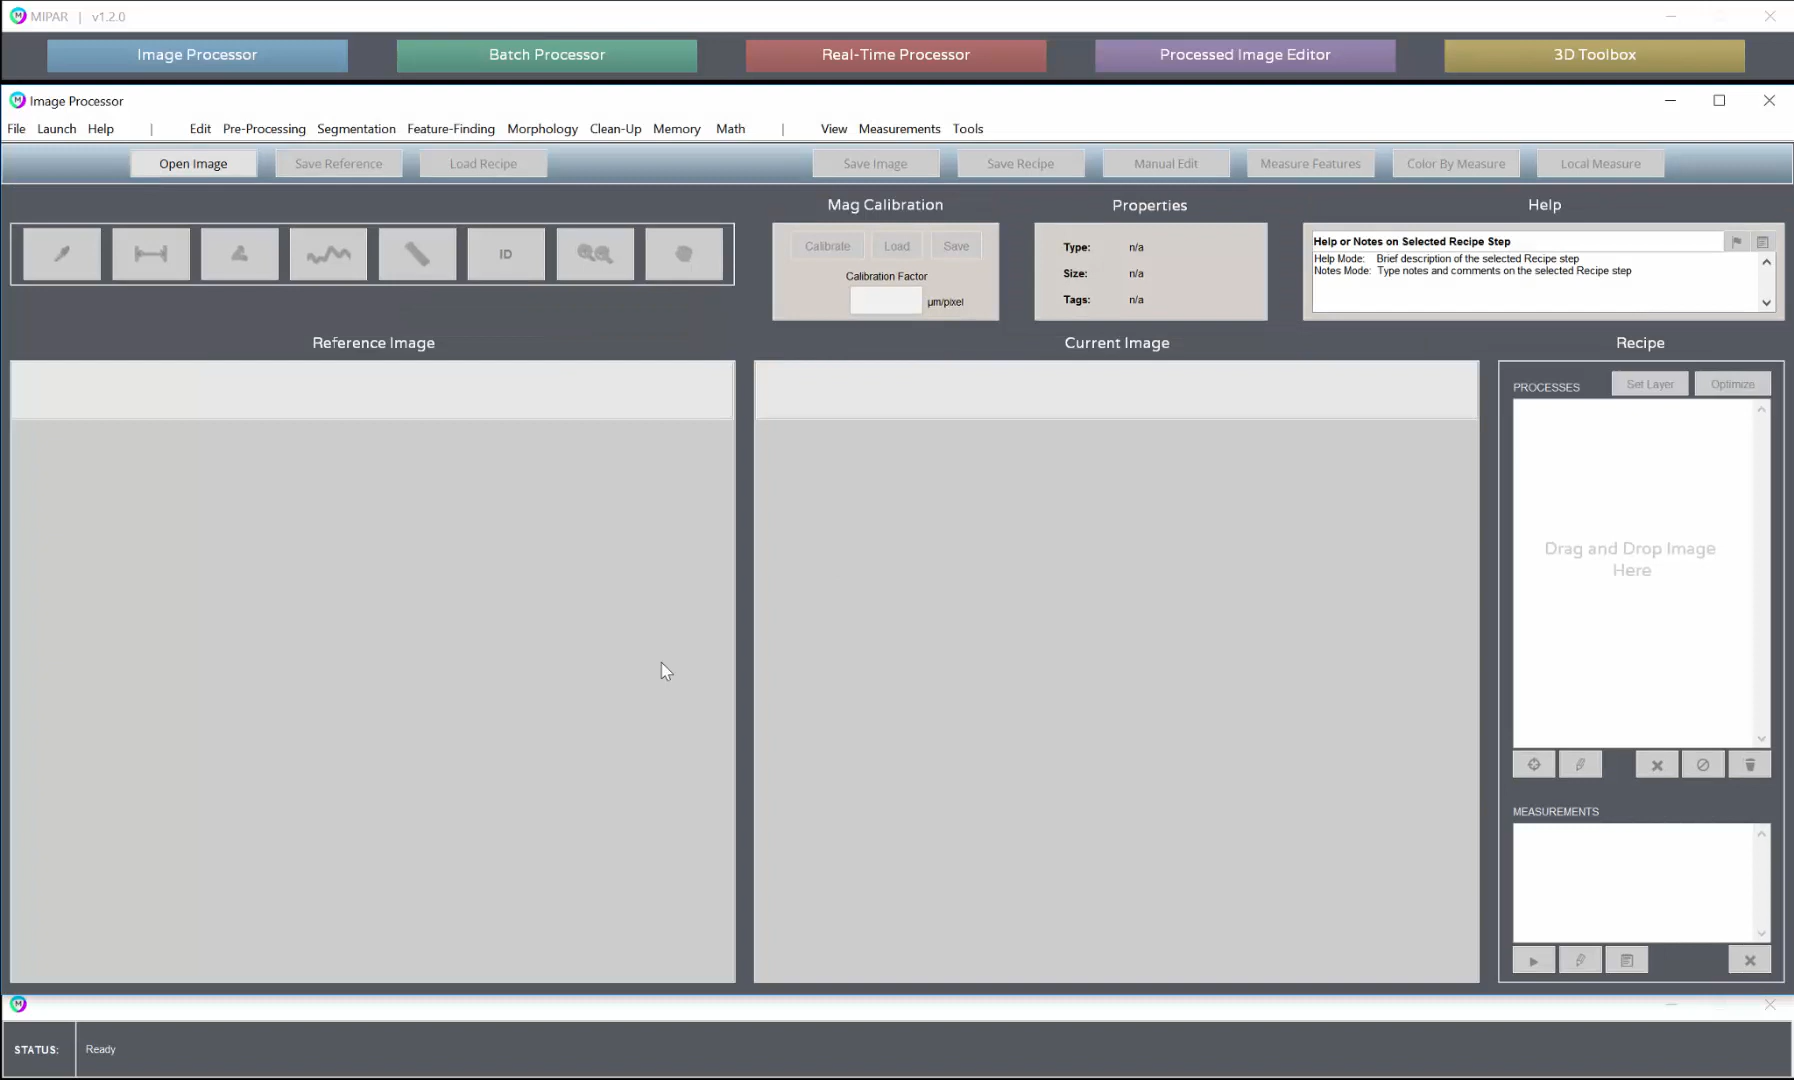 MIPAR | v1.2.0
Image Processor
Batch Processor
Real-Time Processor
Processed Image Editor
3D Toolbox
Image Processor
File Launch Help | Edit Pre-Processing Segmentation Feature-Finding Morphology Clean-Up Memory Math | View Measurements Tools
Open Image
Save Reference
Load Recipe
Save Image
Save Recipe
Manual Edit
Measure Features
Color By Measure
Local Measure
Mag Calibration
Properties
Help
ID
Calibrate
Load
Save
Calibration Factor
µm/pixel
Type: n/a
Size: n/a
Tags: n/a
Help or Notes on Selected Recipe Step
Help Mode: Brief description of the selected Recipe step
Notes Mode: Type notes and comments on the selected Recipe step
Reference Image
Current Image
Recipe
PROCESSES
Set Layer
Optimize
Drag and Drop Image
Here
MEASUREMENTS
STATUS:
Ready